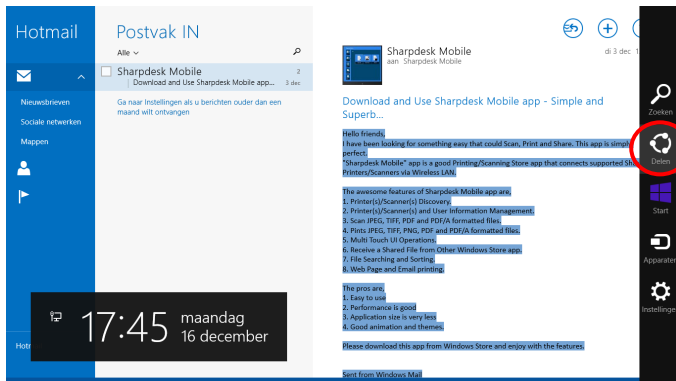 Hotmail
Nieuwsbrieven
Sociale netwerken
Mappen
Postvak IN
Alle
Sharpdesk Mobile 2
Download and Use Sharpdesk Mobile app... 3 dec
Ga naar Instellingen als u berichten ouder dan een
maand wilt ontvangen
Sharpdesk Mobile di 3 dec
aan Sharpdesk Mobile
Download and Use Sharpdesk Mobile app - Simple and
Superb...
Hello friends,
I have been looking for something easy that could Scan, Print and Share. This app is simply
perfect.
"Sharpdesk Mobile" app is a good Printing/Scanning Store app that connects supported
Printers/Scanners via Wireless LAN.
The awesome features of Sharpdesk Mobile app are,
1. Printer(s)/Scanner(s) Discovery.
2. Printer(s)/Scanner(s) and User Information Management.
3. Scan JPEG, TIFF, PDF and PDF/A formatted files.
4. Pints JPEG, TIFF, PNG, PDF and PDF/A formatted files.
5. Multi Touch UI Operations.
6. Receive a Shared File from Other Windows Store app.
7. File Searching and Sorting.
8. Web Page and Email printing.
The pros are,
1. Easy to use
2. Performance is good
3. Application size is very less
4. Good animation and themes.
Please download this app from Windows Store and enjoy with the features.
Sent from Windows Mail
Zoeken
Delen
Start
Apparaten
Instellinge
17:45 maandag
16 december